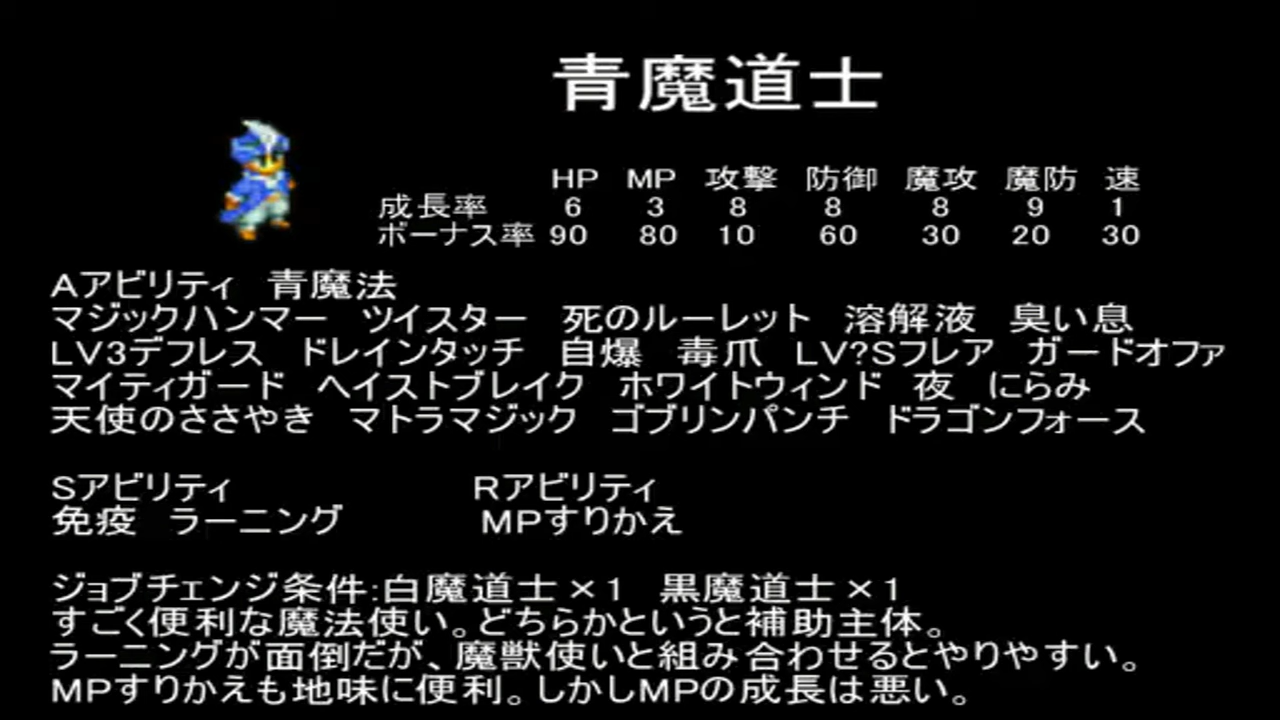 青魔道士
HP MP 攻撃 防御 魔攻 魔防 速
成長率 6 3 8 8 8 9 1
ボーナス率 90 80 10 60 30 20 30
Aアビリティ 青魔法
マジックハンマー ツイスター 死のルーレット 溶解液 臭い息
LV3デフレス ドレインタッチ 自爆 毒爪 LV?Sフレア ガードオファ
マイティガード ヘイストブレイク ホワイトウィンド 夜 にらみ
天使のささやき マトラマジック ゴブリンパンチ ドラゴンフォース
Sアビリティ Rアビリティ
免疫 ラーニング MPすりかえ
ジョブチェンジ条件:白魔道士×1 黒魔道士×1
すごく便利な魔法使い。どちらかというと補助主体。
ラーニングが面倒だが、魔獣使いと組み合わせるとやりやすい。
MPすりかえも地味に便利。しかしMPの成長は悪い。